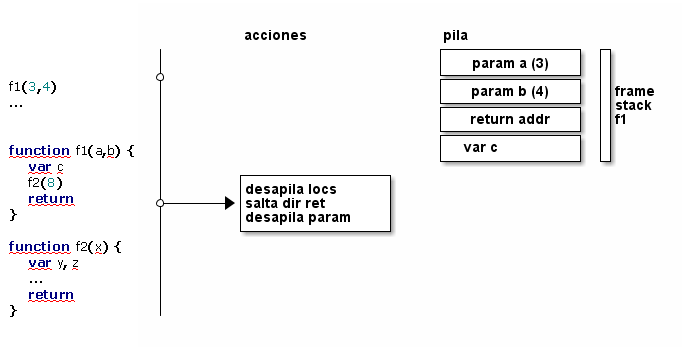 acciones
pila
f1(3,4)
...
function f1(a,b) {
var c
f2(8)
return
}
function f2(x) {
var y, z
...
return
}
desapila locs
salta dir ret
desapila param
param a (3)
param b (4)
return addr
var c
frame
stack
f1